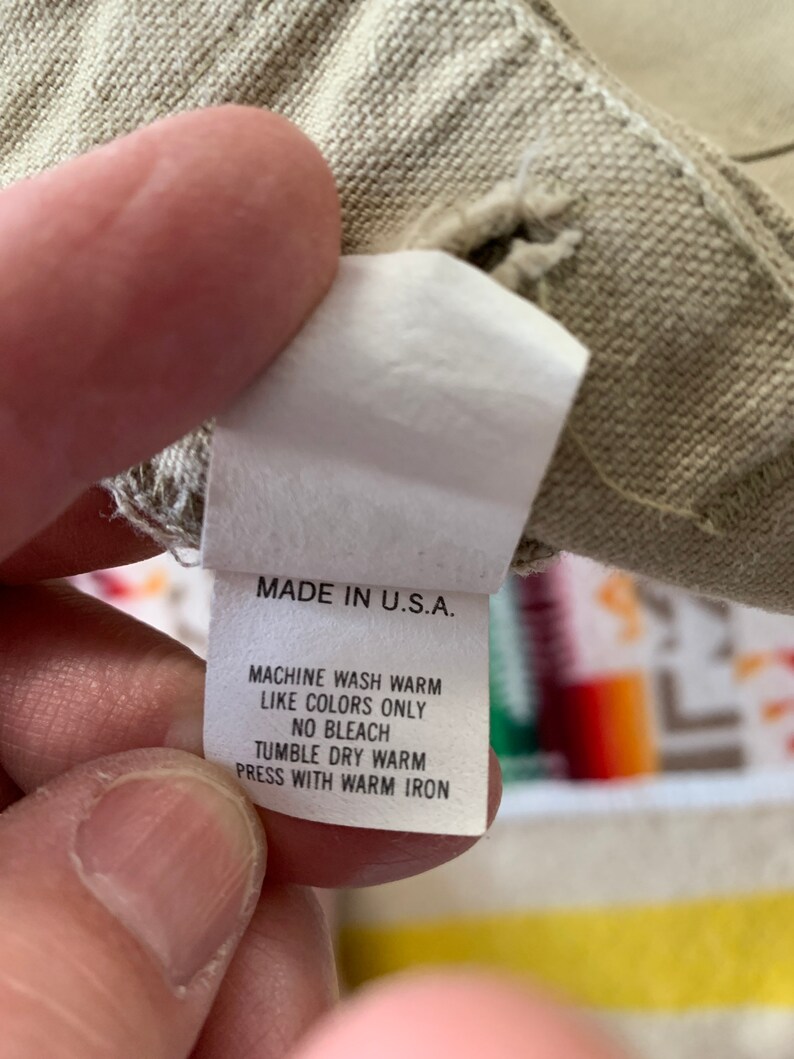 MADE IN U.S.A.
MACHINE WASH WARM
LIKE COLORS ONLY
NO BLEACH
TUMBLE DRY WARM
PRESS WITH WARM IRON